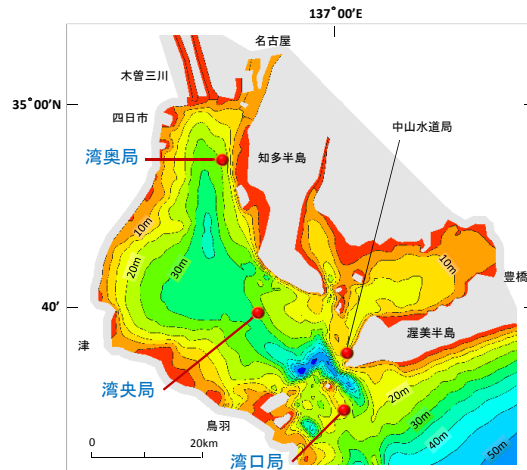 137°00′E
名古屋
木曽三川
35°00′N
四日市
中山水道局
湾奥局
知多半島
10m
20m
30m
10m
豊橋
40′
渥美半島
津
湾央局
20m
30m
40m
50m
鳥羽
0
20km
湾口局